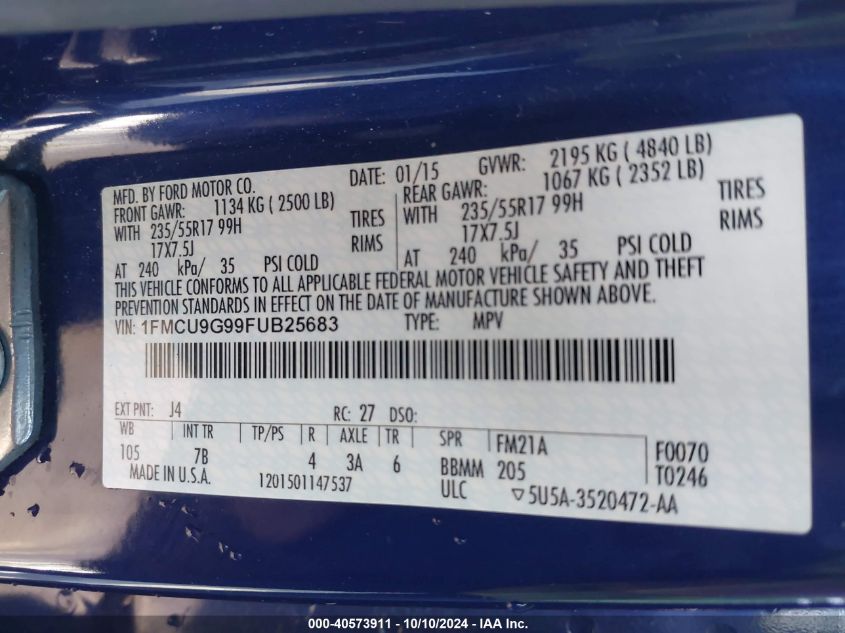 MFD. BY FORD MOTOR CO. DATE: 01/15 GVWR: 2195 KG ( 4840 LB)
FRONT GAWR: 1134 KG ( 2500 LB) REAR GAWR: 1067 KG ( 2352 LB)
WITH 235/55R17 99H TIRES WITH 235/55R17 99H TIRES
17X7.5J RIMS 17X7.5J RIMS
AT 240 kPa/ 35 PSI COLD AT 240 kPa/ 35 PSI COLD
THIS VEHICLE CONFORMS TO ALL APPLICABLE FEDERAL MOTOR VEHICLE SAFETY AND THEFT
PREVENTION STANDARDS IN EFFECT ON THE DATE OF MANUFACTURE SHOWN ABOVE.
VIN: 1FMCU9G99FUB25683 TYPE: MPV
EXT PNT: J4 RC: 27 DSO:
WB INT TR TP/PS R AXLE TR SPR FM21A F0070
105 7B 4 3A 6 BBMM 205 T0246
MADE IN U.S.A. 1201501147537 ULC ▽5U5A-3520472-AA
000-40573911 - 10/10/2024 - IAA Inc.